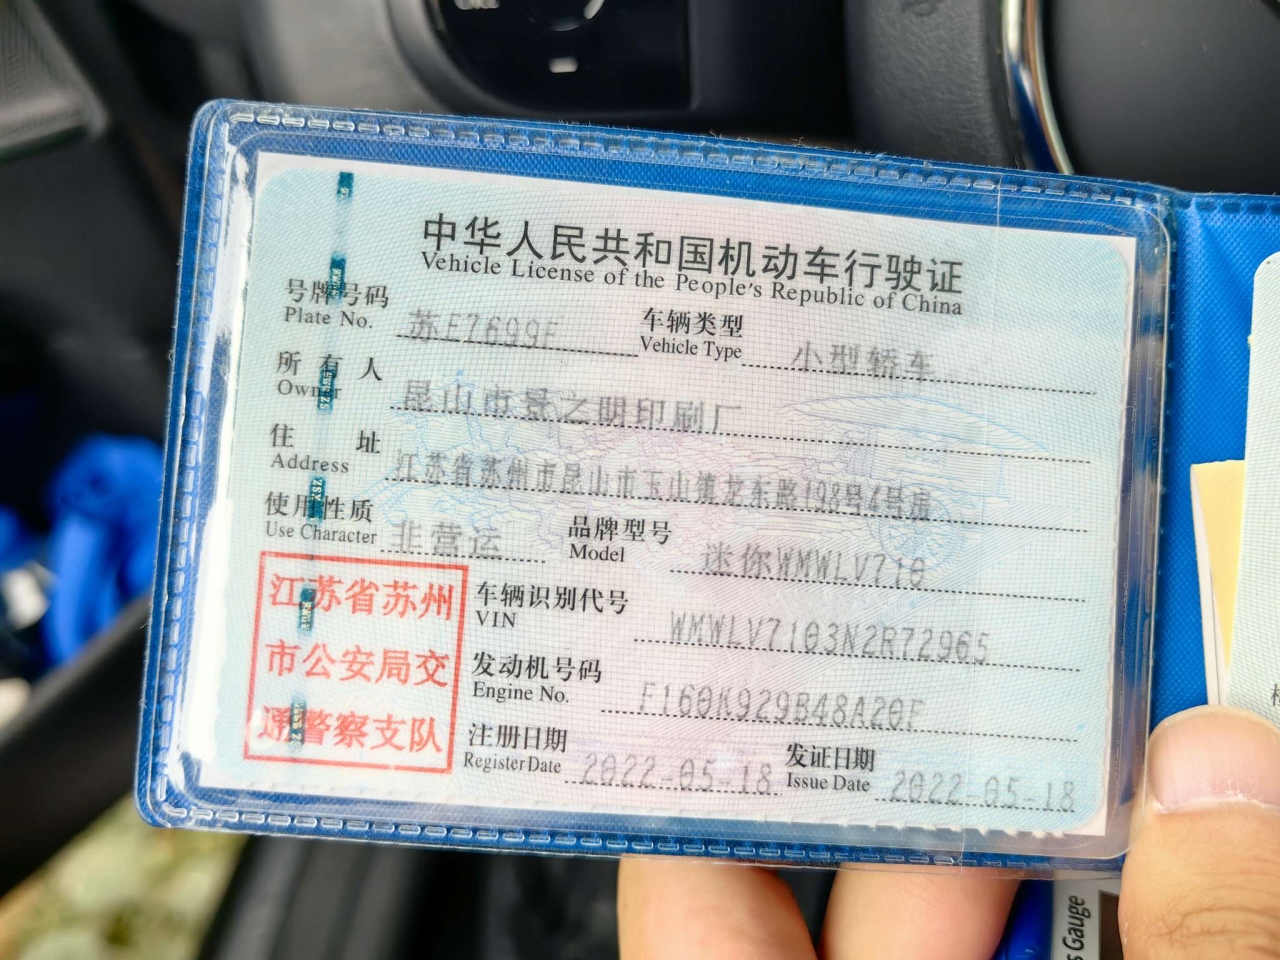 中华人民共和国机动车行驶证
Vehicle License of the People's Republic of China
号牌号码 苏E7699F 车辆类型 小型轿车
Plate No. Vehicle Type
所有人 昆山市景之明印刷厂
Owner
住址 江苏省苏州市昆山市玉山镇龙东路198号4号房
Address
使用性质 非营运 品牌型号 迷你WMWLV710
Use Character Model
江苏省苏州
市公安局交
通警察支队
车辆识别代号 WMWLV7103N2R72965
VIN
发动机号码 F160K929B48A20F
Engine No.
注册日期 2022-05-18 发证日期 2022-05-18
Register Date Issue Date
Gauge